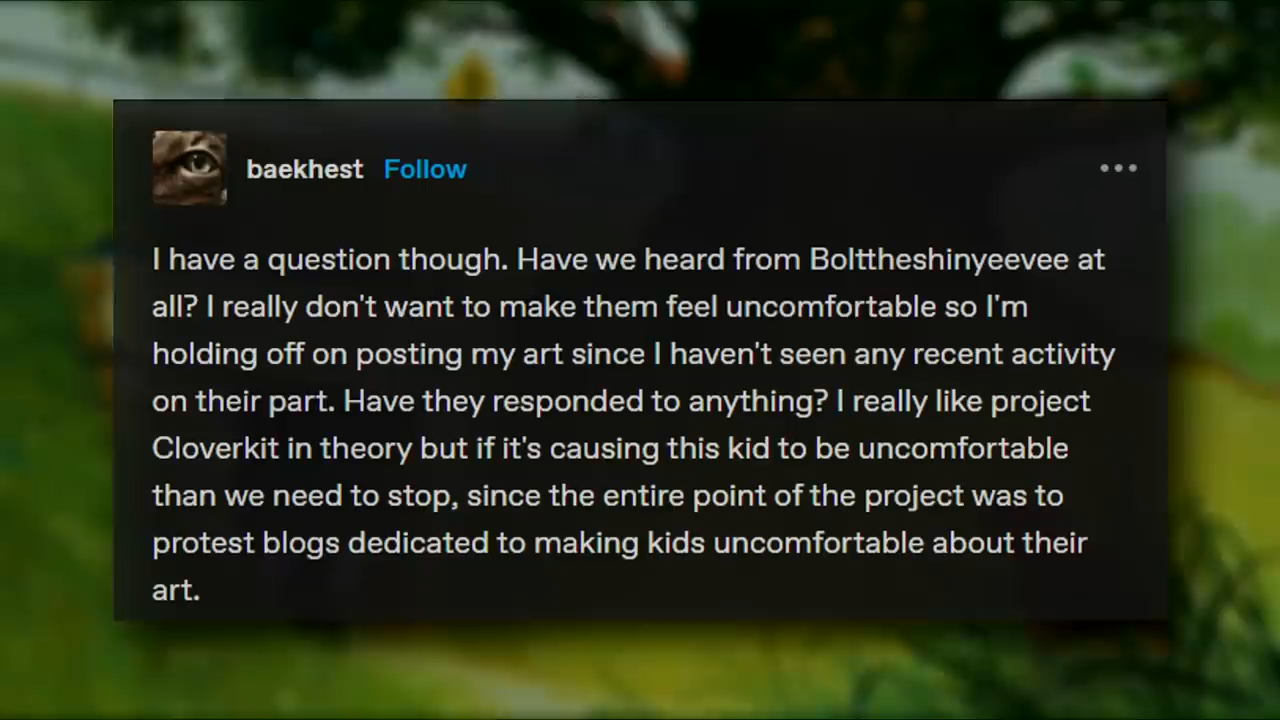 baekhest Follow
I have a question though. Have we heard from Bolttheshinyeevee at
all? I really don't want to make them feel uncomfortable so I'm
holding off on posting my art since I haven't seen any recent activity
on their part. Have they responded to anything? I really like project
Cloverkit in theory but if it's causing this kid to be uncomfortable
than we need to stop, since the entire point of the project was to
protest blogs dedicated to making kids uncomfortable about their
art.